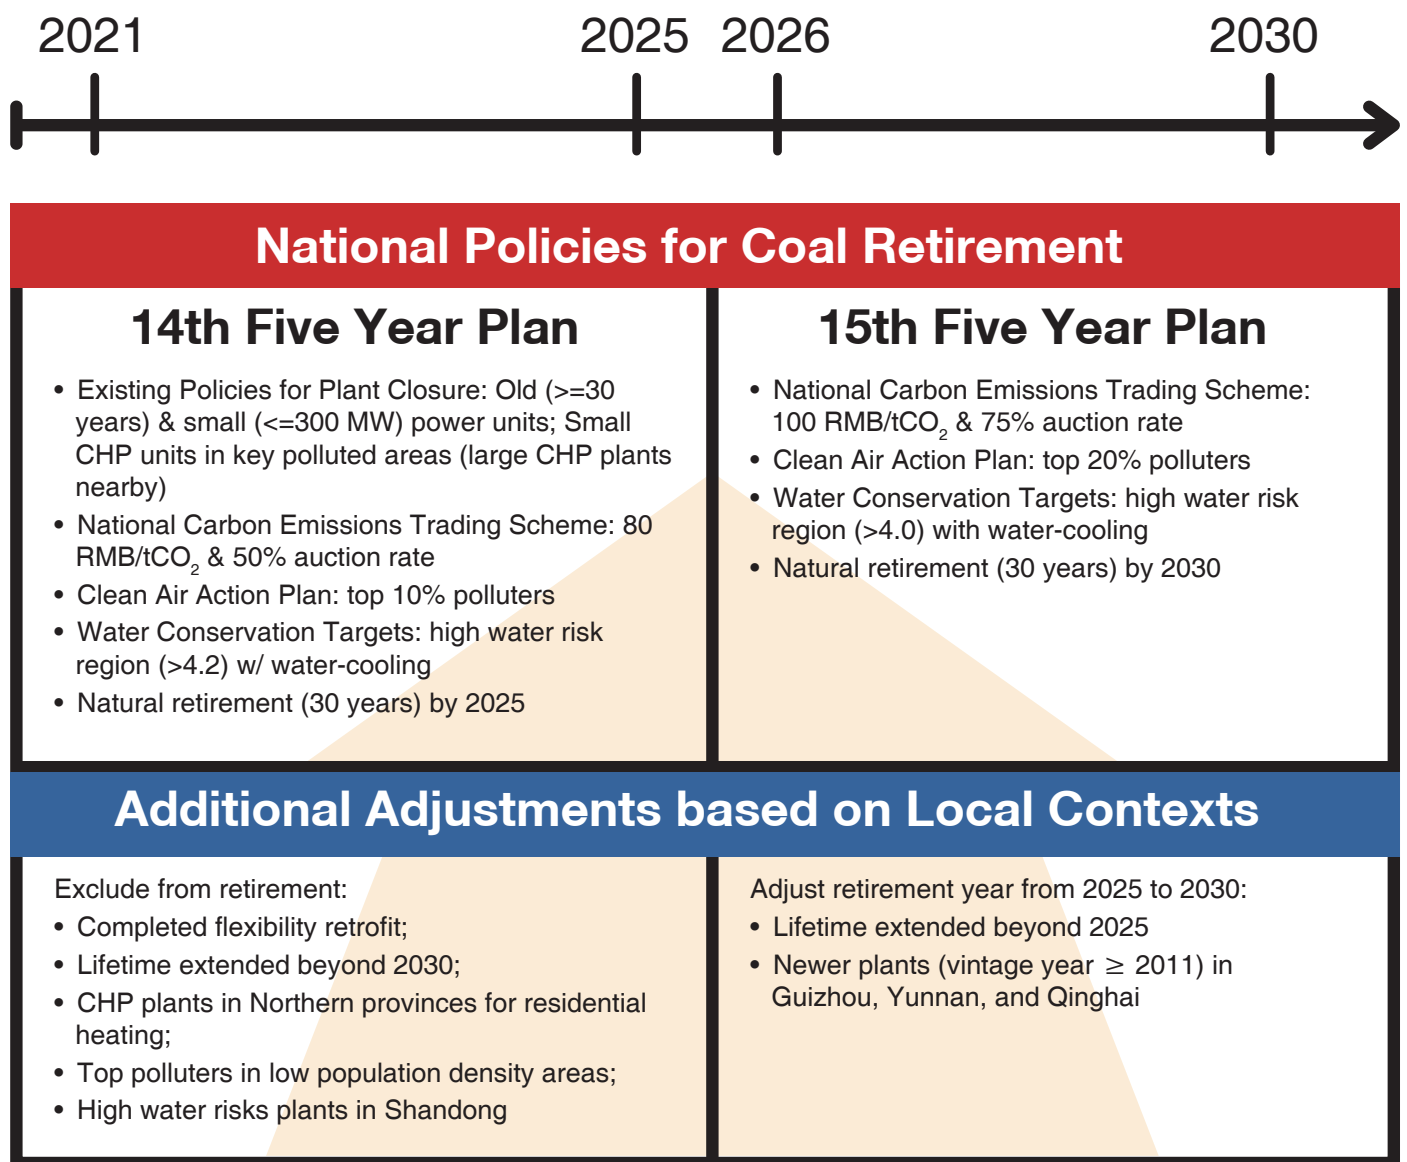 2021
2025
2026
2030
National Policies for Coal Retirement
14th Five Year Plan
• Existing Policies for Plant Closure: Old (>=30
years) & small (<=300 MW) power units; Small
CHP units in key polluted areas (large CHP plants
nearby)
• National Carbon Emissions Trading Scheme: 80
RMB/tCO₂ & 50% auction rate
• Clean Air Action Plan: top 10% polluters
• Water Conservation Targets: high water risk
region (>4.2) w/ water-cooling
• Natural retirement (30 years) by 2025
15th Five Year Plan
• National Carbon Emissions Trading Scheme:
100 RMB/tCO₂ & 75% auction rate
• Clean Air Action Plan: top 20% polluters
• Water Conservation Targets: high water risk
region (>4.0) with water-cooling
• Natural retirement (30 years) by 2030
Additional Adjustments based on Local Contexts
Exclude from retirement:
• Completed flexibility retrofit;
• Lifetime extended beyond 2030;
• CHP plants in Northern provinces for residential
heating;
• Top polluters in low population density areas;
• High water risks plants in Shandong
Adjust retirement year from 2025 to 2030:
• Lifetime extended beyond 2025
• Newer plants (vintage year ≥ 2011) in
Guizhou, Yunnan, and Qinghai